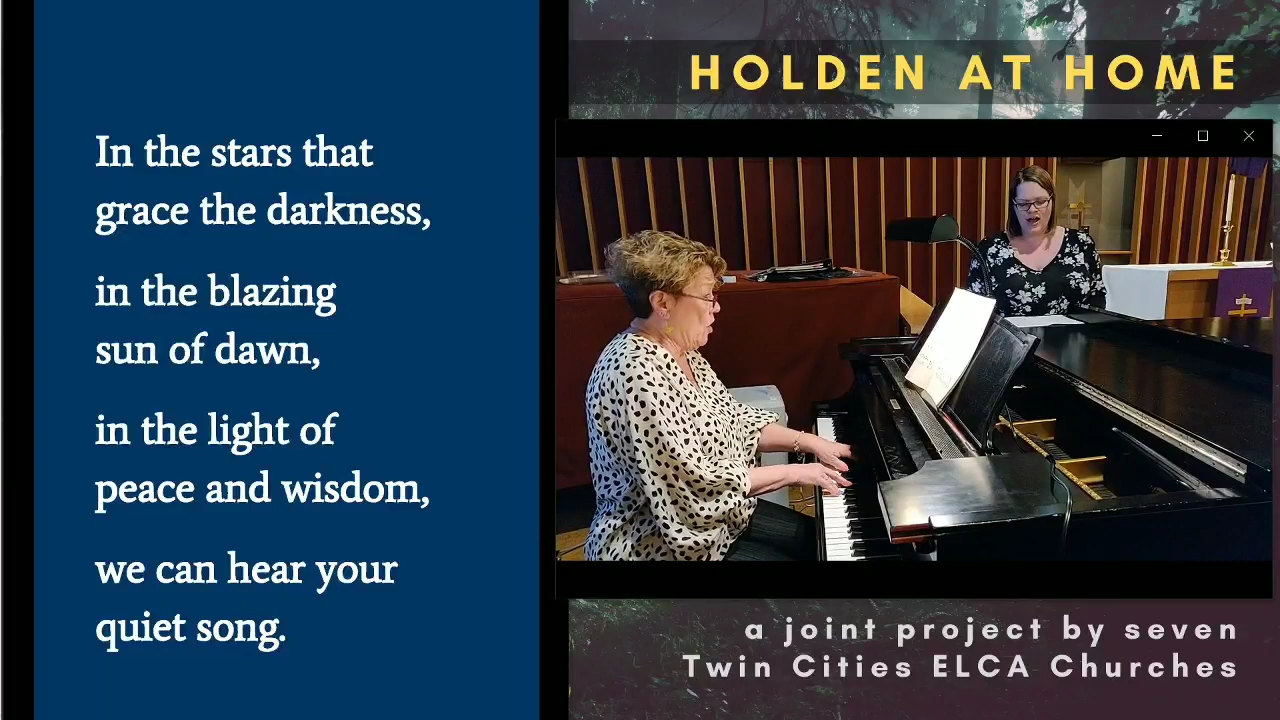 In the stars that
grace the darkness,
in the blazing
sun of dawn,
in the light of
peace and wisdom,
we can hear your
quiet song.
HOLDEN AT HOME
a joint project by seven
Twin Cities ELCA Churches